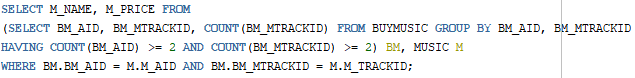 SELECT M_NAME, M_PRICE FROM
(SELECT BM_AID, BM_MTRACKID, COUNT(BM_MTRACKID) FROM BUYMUSIC GROUP BY BM_AID, BM_MTRACKID
HAVING COUNT(BM_AID) >= 2 AND COUNT(BM_MTRACKID) >= 2) BM, MUSIC M
WHERE BM.BM_AID = M.M_AID AND BM.BM_MTRACKID = M.M_TRACKID;